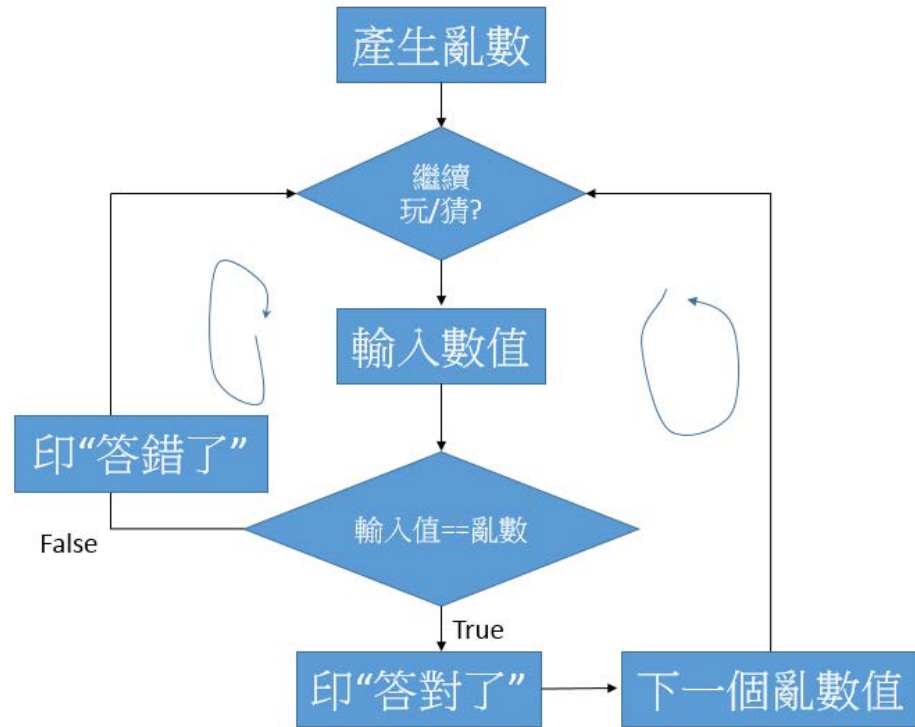 產生亂數
繼續
玩/猜?
輸入數值
印“答錯了”
輸入值==亂數
False
True
印“答對了”
下一個亂數值